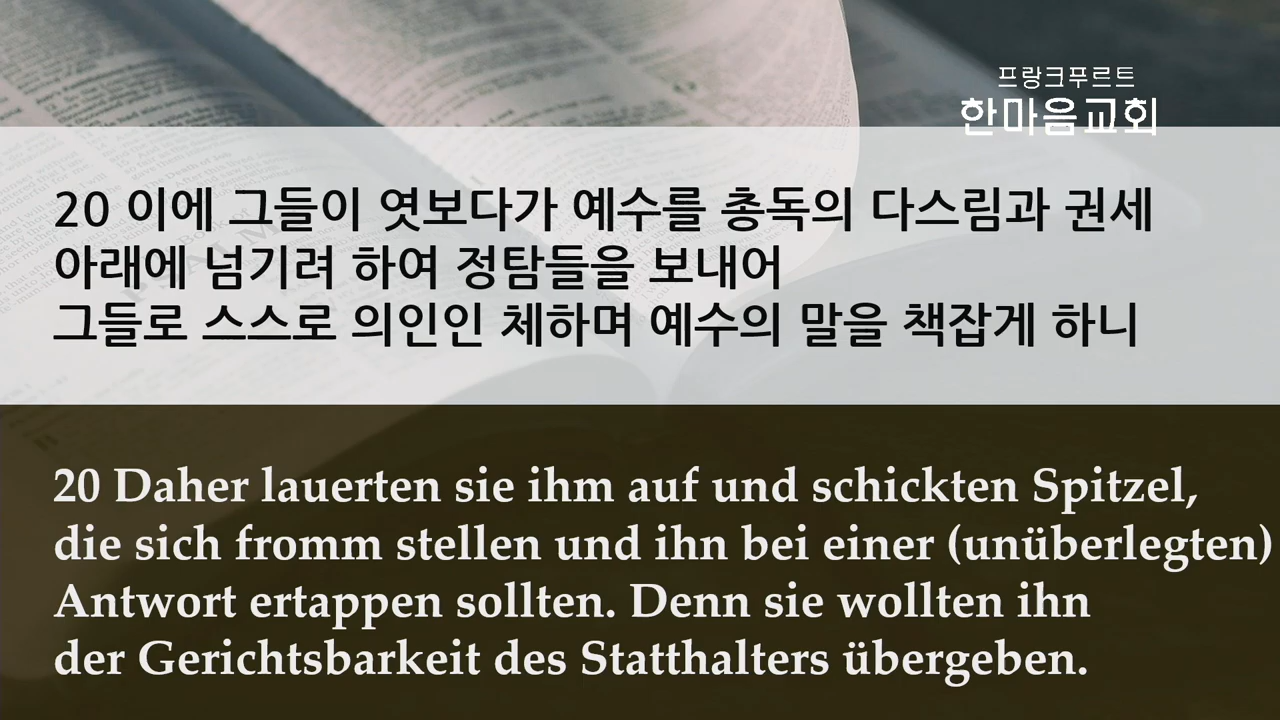 프랑크푸르트
한마음교회
20 이에 그들이 엿보다가 예수를 총독의 다스림과 권세
아래에 넘기려 하여 정탐들을 보내어
그들로 스스로 의인인 체하며 예수의 말을 책잡게 하니
20 Daher lauerten sie ihm auf und schickten Spitzel,
die sich fromm stellen und ihn bei einer (unüberlegten)
Antwort ertappen sollten. Denn sie wollten ihn
der Gerichtsbarkeit des Statthalters übergeben.